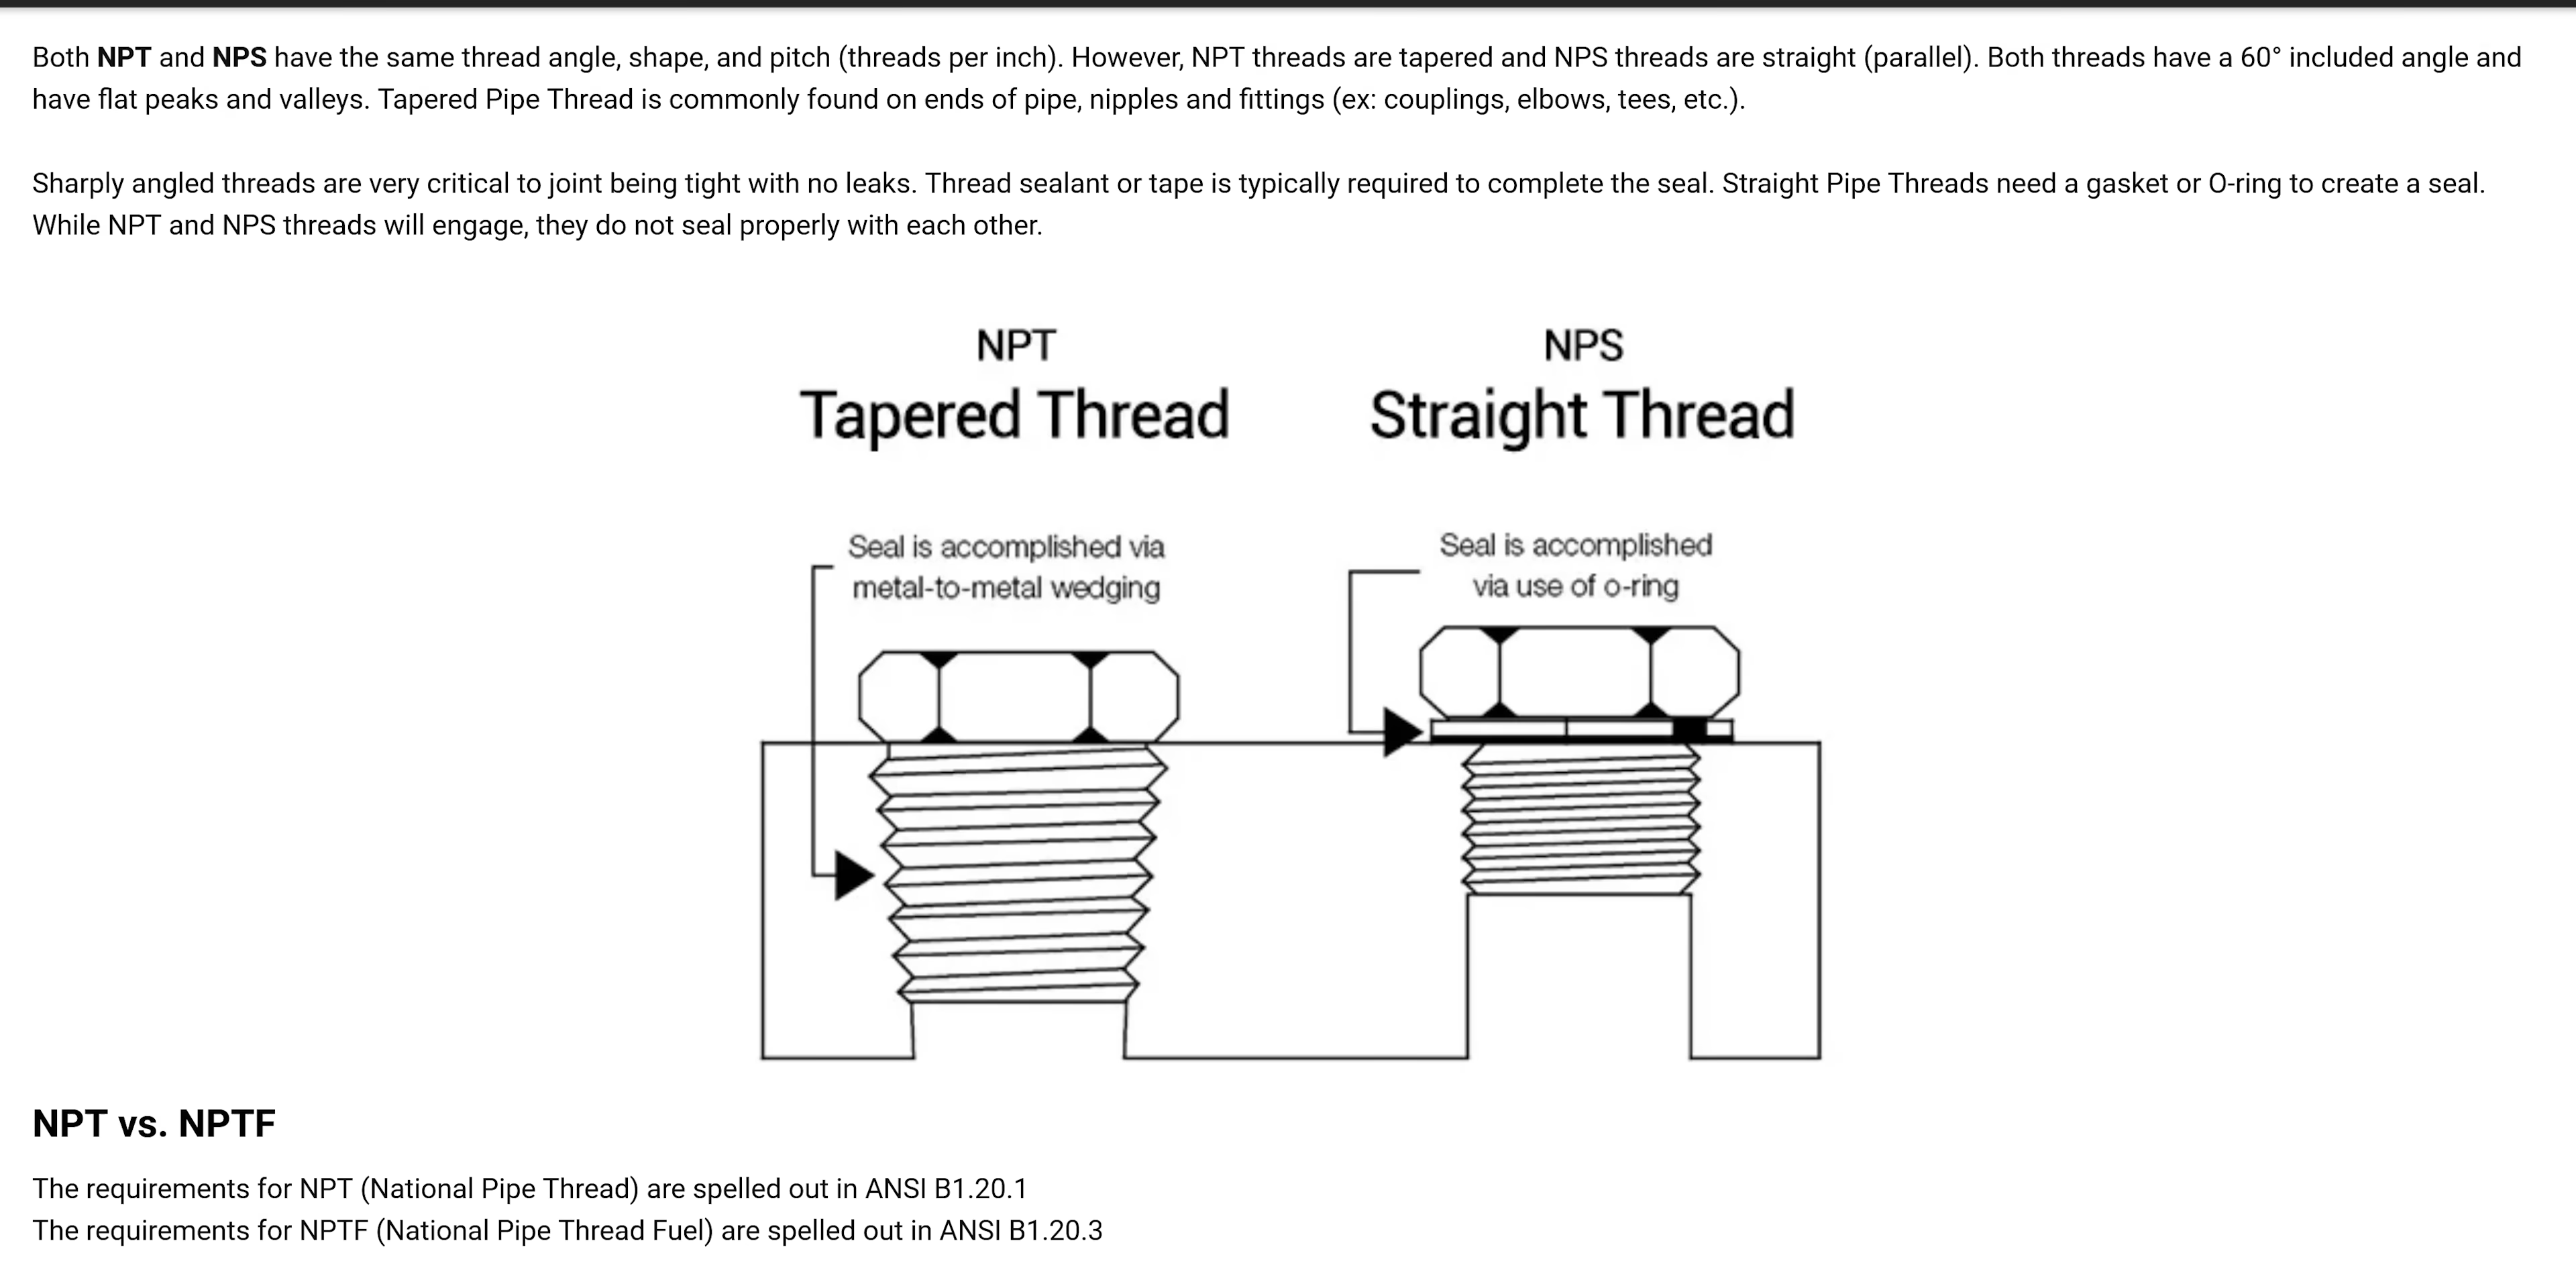 Both NPT and NPS have the same thread angle, shape, and pitch (threads per inch). However, NPT threads are tapered and NPS threads are straight (parallel). Both threads have a 60° included angle and
have flat peaks and valleys. Tapered Pipe Thread is commonly found on ends of pipe, nipples and fittings (ex: couplings, elbows, tees, etc.).
Sharply angled threads are very critical to joint being tight with no leaks. Thread sealant or tape is typically required to complete the seal. Straight Pipe Threads need a gasket or O-ring to create a seal.
While NPT and NPS threads will engage, they do not seal properly with each other.
NPT
Tapered Thread
Seal is accomplished via
metal-to-metal wedging
NPS
Straight Thread
Seal is accomplished
via use of o-ring
NPT vs. NPTF
The requirements for NPT (National Pipe Thread) are spelled out in ANSI B1.20.1
The requirements for NPTF (National Pipe Thread Fuel) are spelled out in ANSI B1.20.3